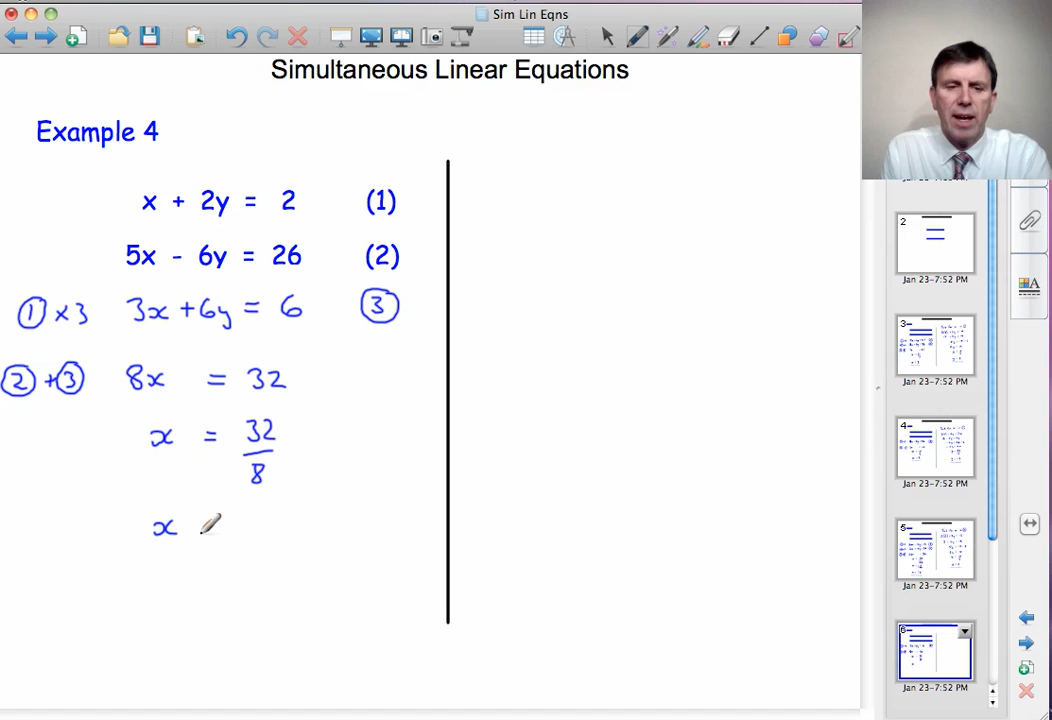 Sim Lin Eqns
Simultaneous Linear Equations
Example 4
x + 2y = 2 (1)
5x - 6y = 26 (2)
① ×3 3x + 6y = 6 ③
② + ③ 8x = 32
x = 32/8
x
2
Jan 23-7:52 PM
3
Jan 23-7:52 PM
4
Jan 23-7:52 PM
5
Jan 23-7:52 PM
6
Jan 23-7:52 PM